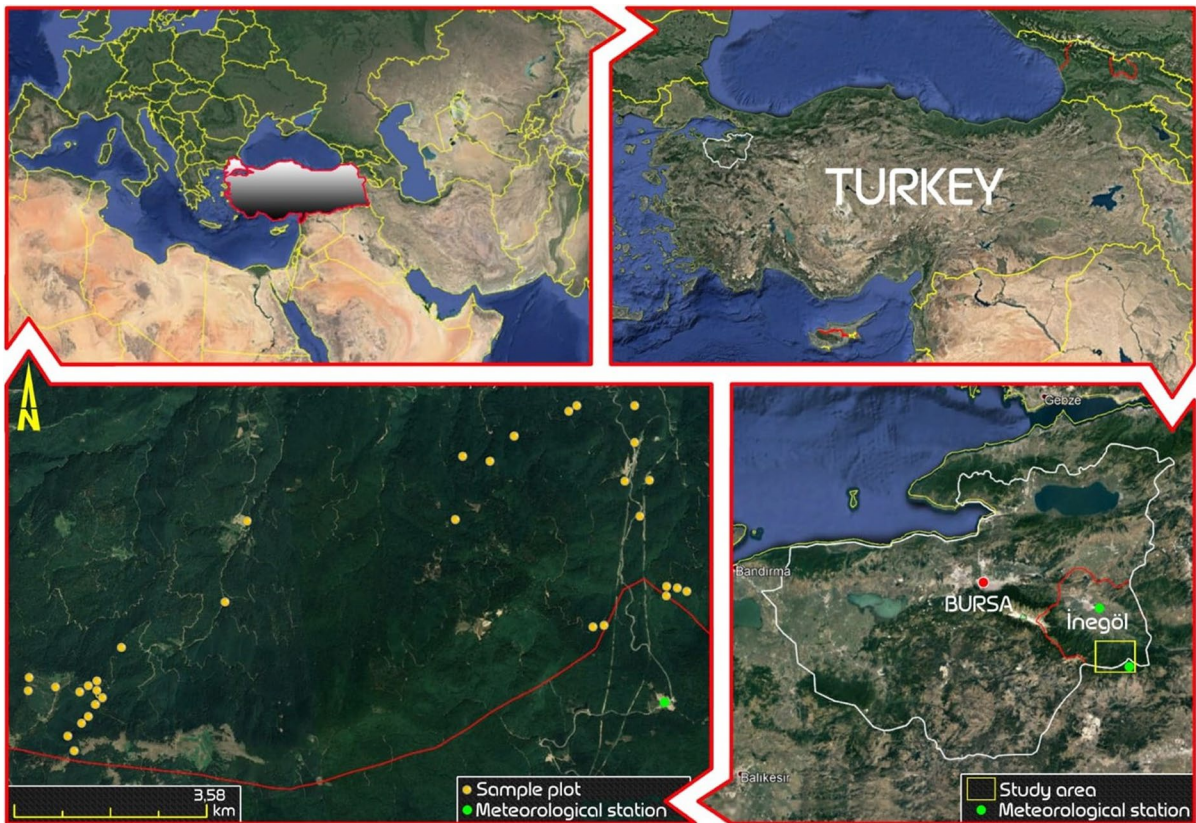 TURKEY
N
3,58
km
Sample plot
Meteorological station
Gebze
Bandırma
BURSA
İnegöl
Balıkesir
Study area
Meteorological station